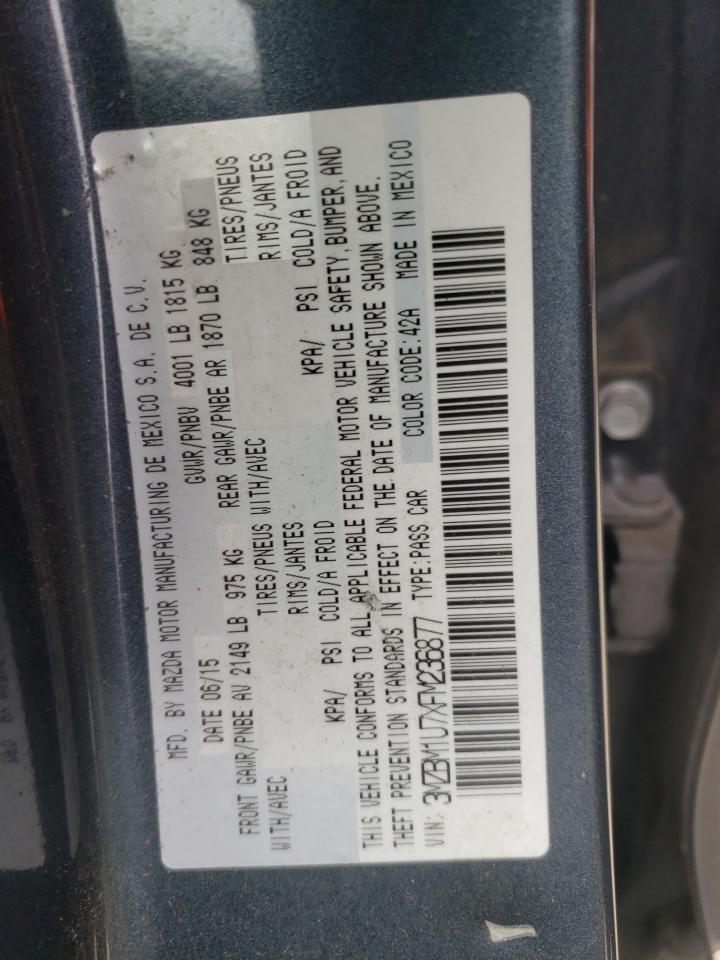 MFD. BY MAZDA MOTOR MANUFACTURING DE MEXICO S.A. DE C.V.
DATE 06/15 GVWR/PNBV 4001 LB 1815 KG
FRONT GAWR/PNBE AV 2149 LB 975 KG REAR GAWR/PNBE AR 1870 LB 848 KG
WITH/AVEC TIRES/PNEUS WITH/AVEC TIRES/PNEUS
RIMS/JANTES RIMS/JANTES
KPA/ PSI COLD/A FROID KPA/ PSI COLD/A FROID
THIS VEHICLE CONFORMS TO ALL APPLICABLE FEDERAL MOTOR VEHICLE SAFETY, BUMPER, AND
THEFT PREVENTION STANDARDS IN EFFECT ON THE DATE OF MANUFACTURE SHOWN ABOVE.
VIN: 3MZBM1U7XFM236877 TYPE:PASS CAR COLOR CODE:42A MADE IN MEXICO